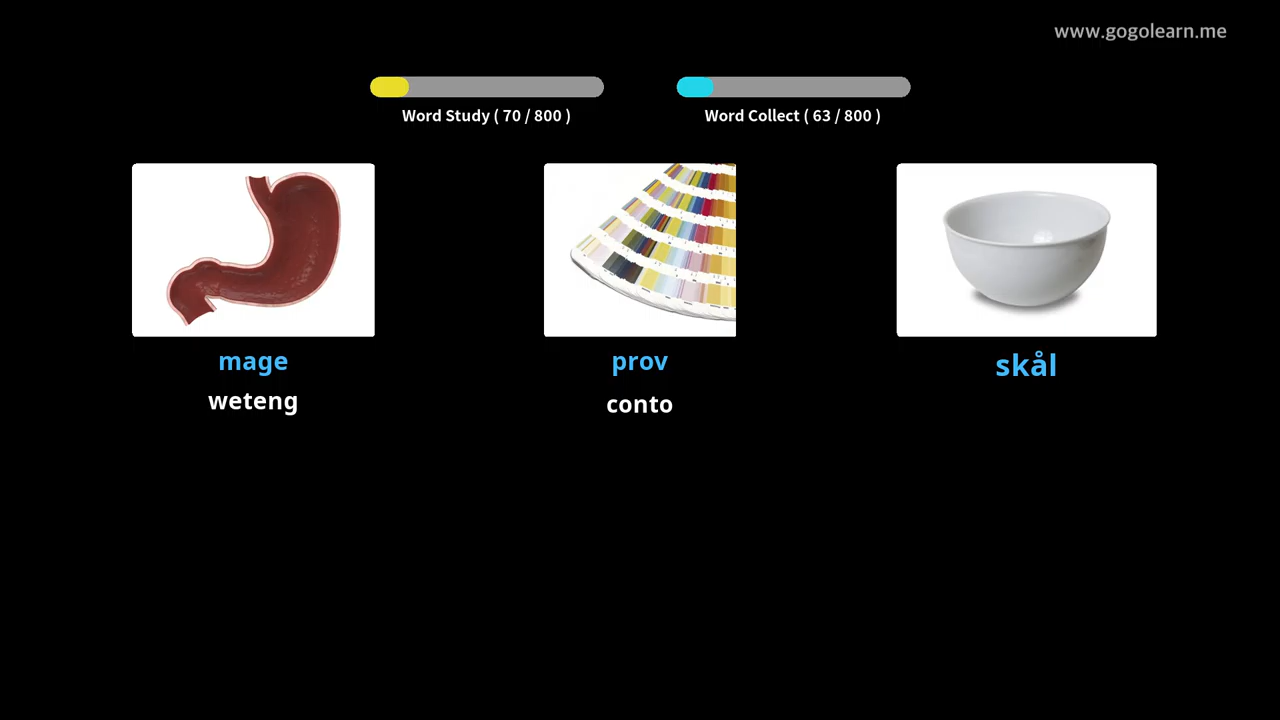 www.gogolearn.me
Word Study ( 70 / 800 )
Word Collect ( 63 / 800 )
mage
prov
skål
weteng
conto